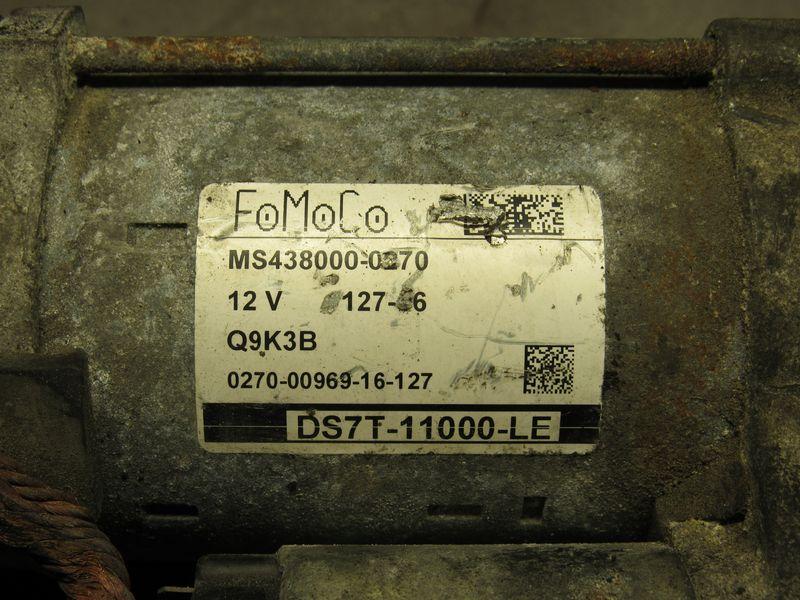 FoMoCo
MS438000-0270
12 V
Q9K3B
0270-00969-16-127
DS7T-11000-LE